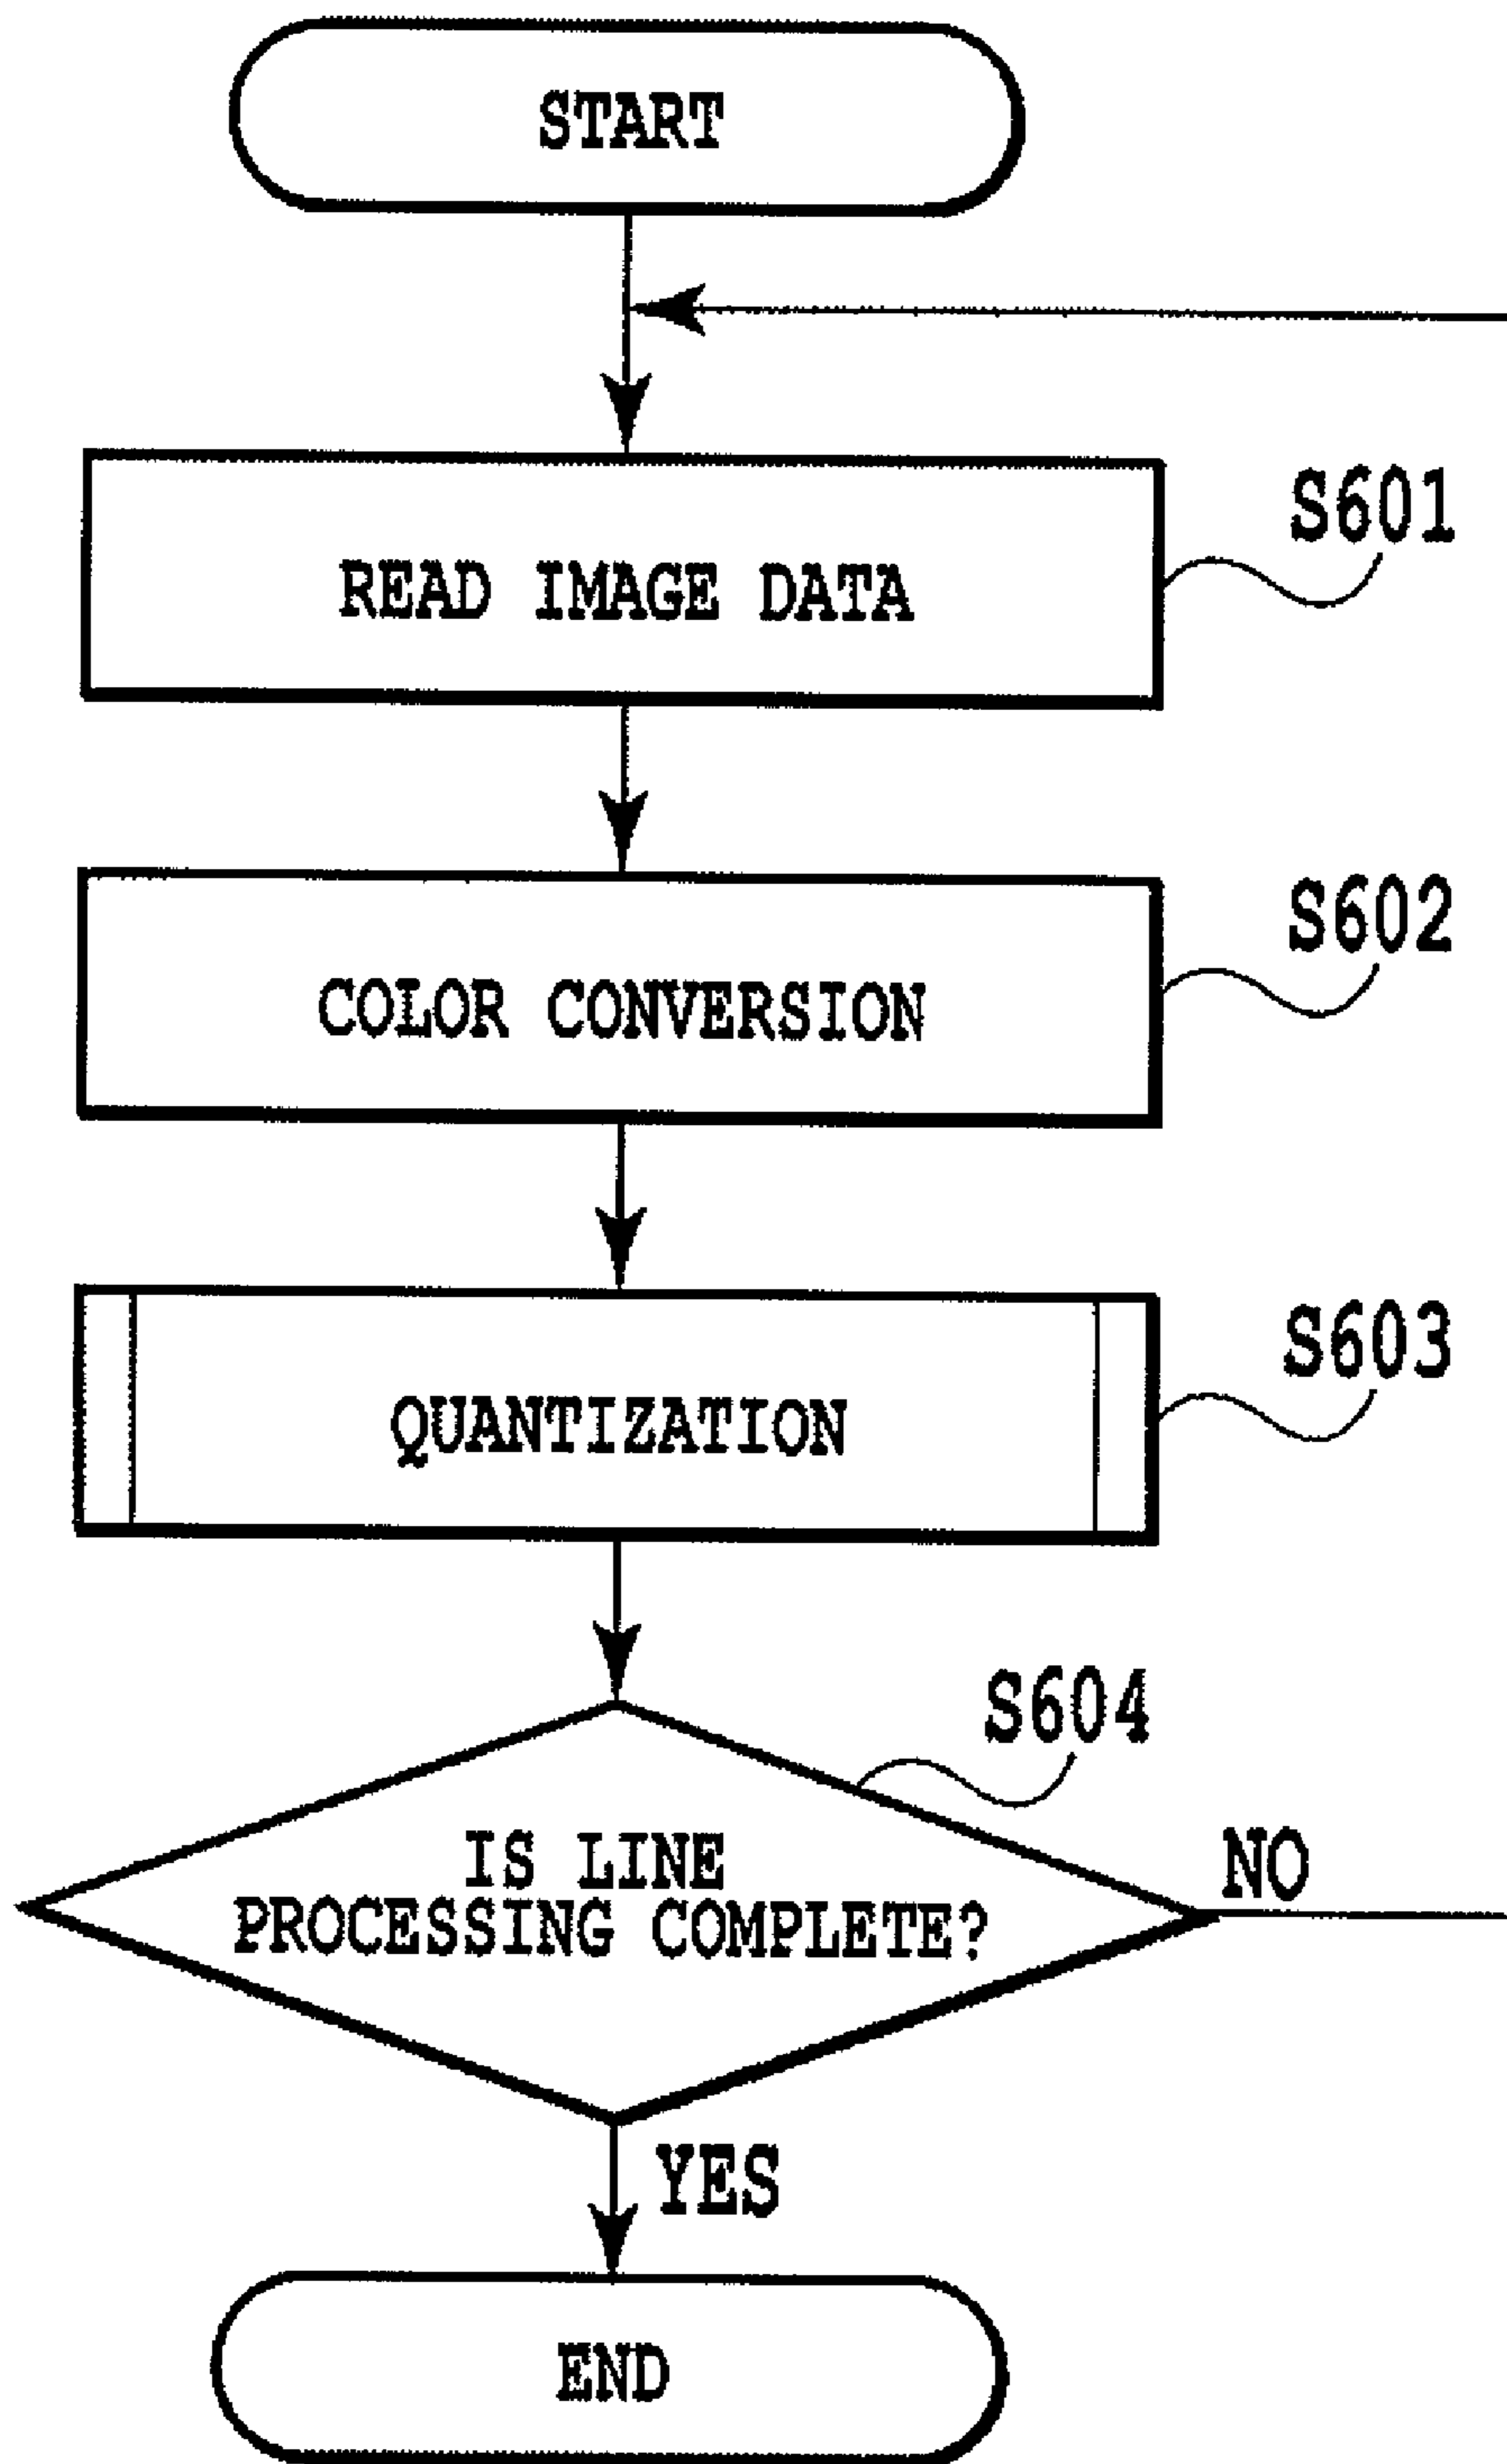 START
READ IMAGE DATA
S601
COLOR CONVERSION
S602
QUANTIZATION
S603
S604
IS LINE
PROCESSING COMPLETE?
NO
YES
END